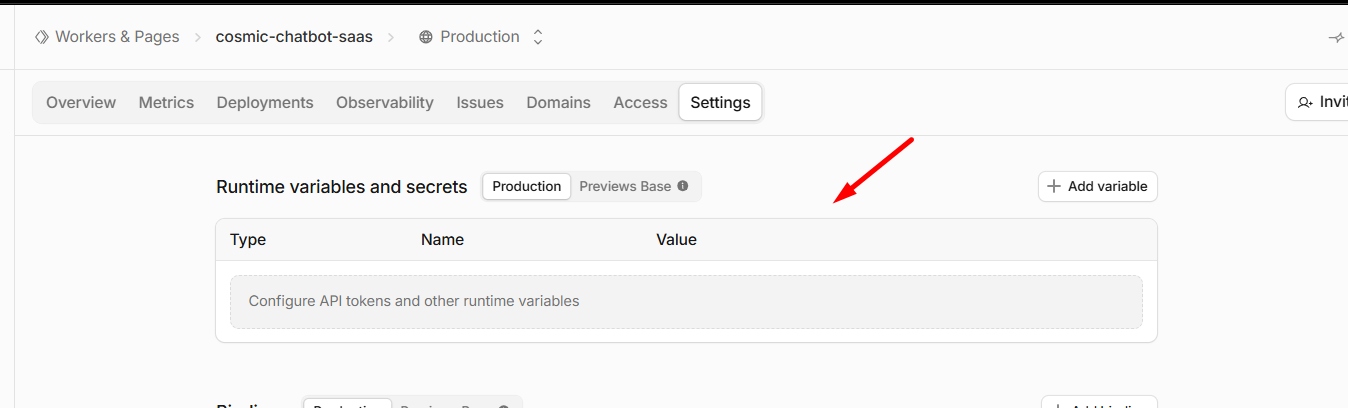 Workers & Pages > cosmic-chatbot-saas > Production
Overview Metrics Deployments Observability Issues Domains Access Settings
Runtime variables and secrets Production Previews Base + Add variable
Type Name Value
Configure API tokens and other runtime variables